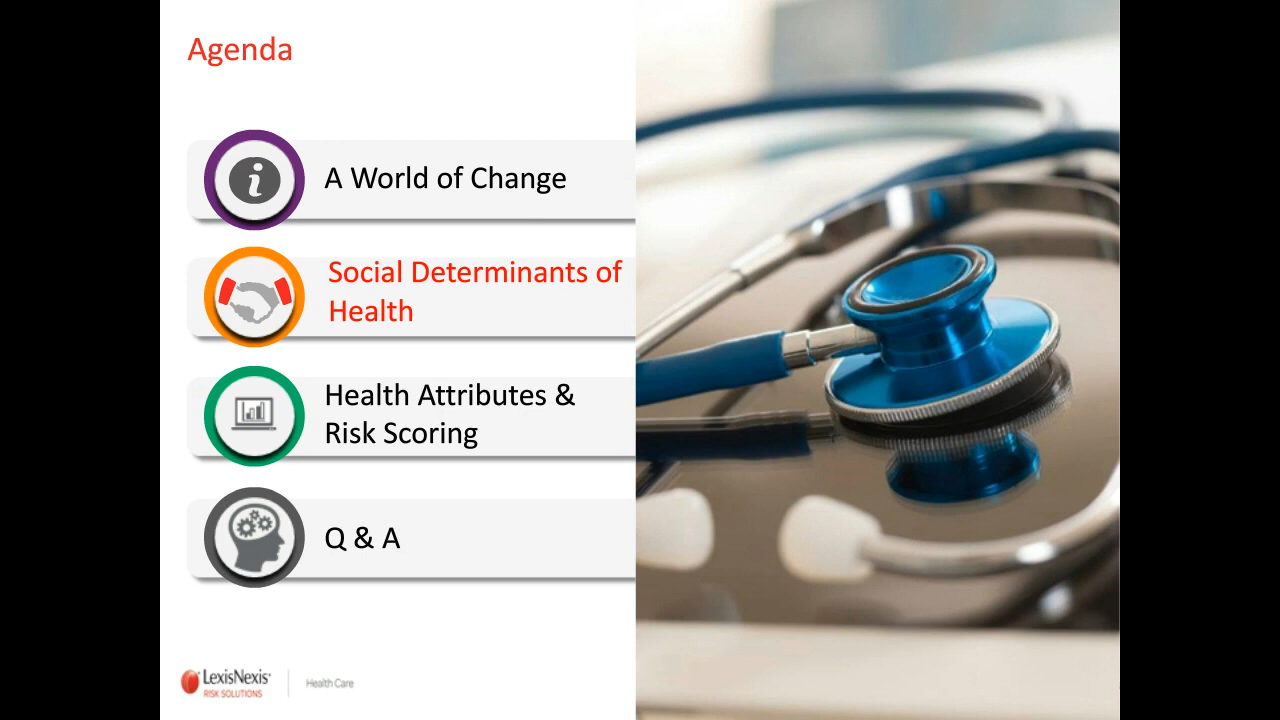 Agenda
A World of Change
Social Determinants of
Health
Health Attributes &
Risk Scoring
Q & A
LexisNexis
RISK SOLUTIONS
Health Care